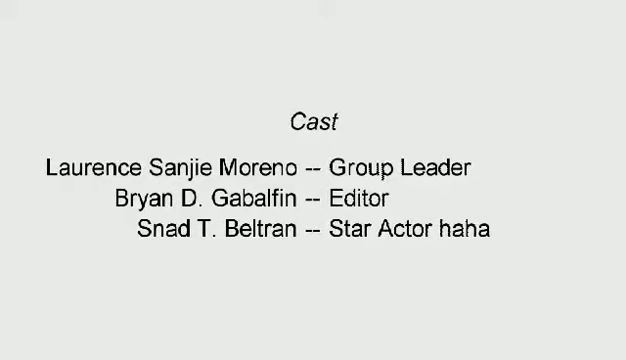 Cast
Laurence Sanjie Moreno -- Group Leader
Bryan D. Gabalfin -- Editor
Snad T. Beltran -- Star Actor haha